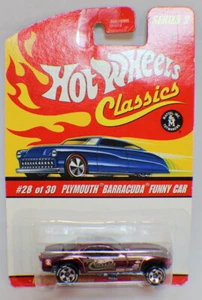 SERIES 2
Hot Wheels
Classics
#28 of 30 PLYMOUTH BARRACUDA FUNNY CAR